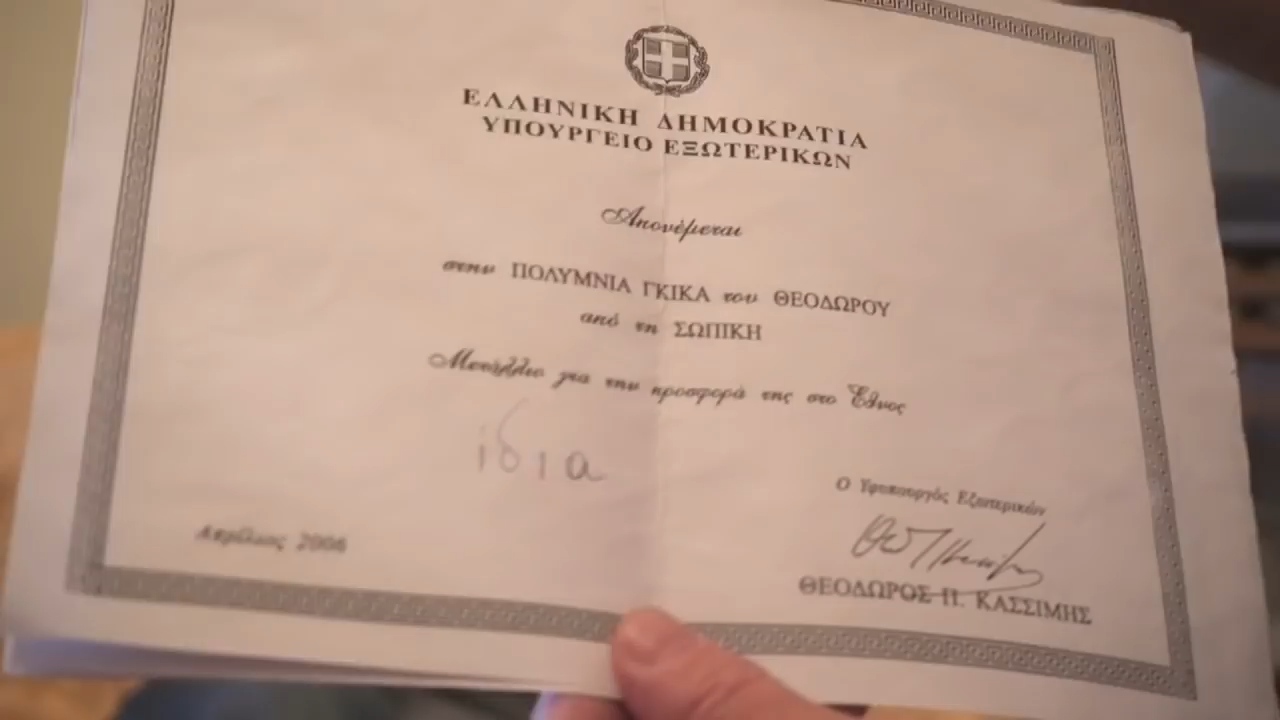 ΕΛΛΗΝΙΚΗ ΔΗΜΟΚΡΑΤΙΑ
ΥΠΟΥΡΓΕΙΟ ΕΞΩΤΕΡΙΚΩΝ
Απονέμεται
στην ΠΟΛΥΜΝΙΑ ΓΚΙΚΑ του ΘΕΟΔΩΡΟΥ
από τη ΣΩΠΙΚΗ
Μετάλλιο για την προσφορά της στο Έθνος
ίδια
Ο Υφυπουργός Εξωτερικών
Απρίλιος 2006
ΘΕΟΔΩΡΟΣ Π. ΚΑΣΣΙΜΗΣ